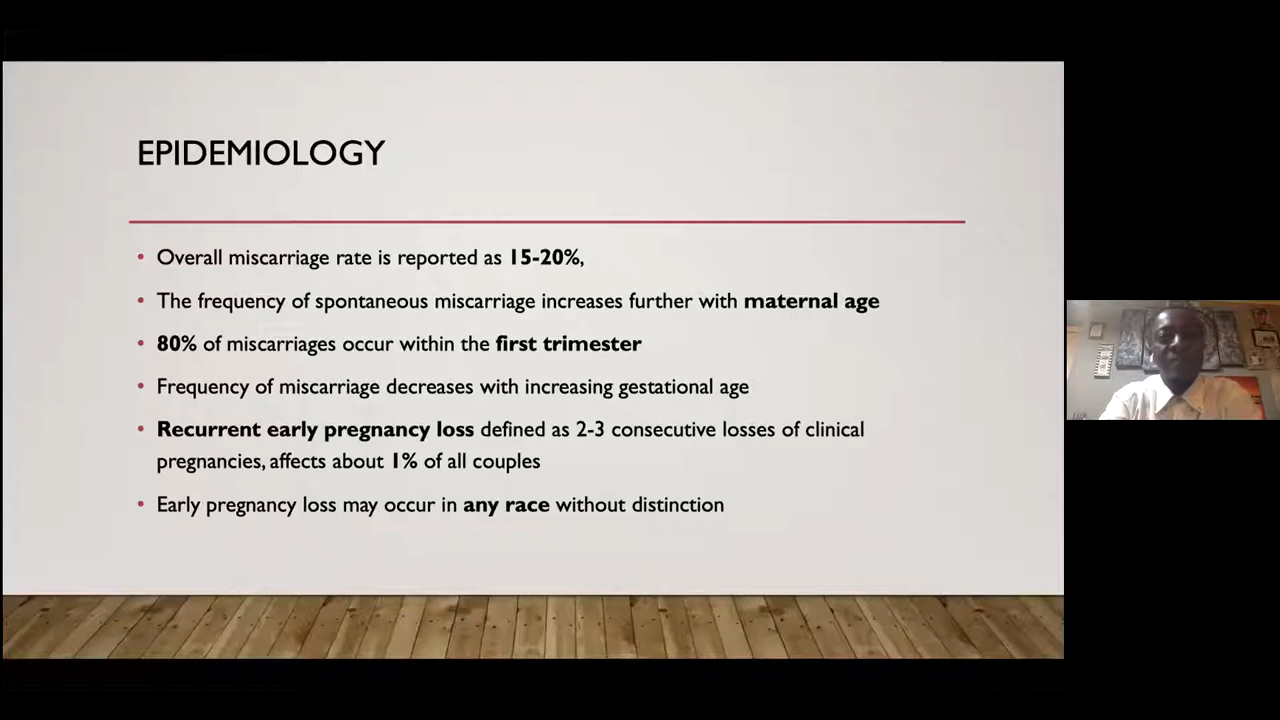 EPIDEMIOLOGY
• Overall miscarriage rate is reported as 15-20%,
• The frequency of spontaneous miscarriage increases further with maternal age
• 80% of miscarriages occur within the first trimester
• Frequency of miscarriage decreases with increasing gestational age
• Recurrent early pregnancy loss defined as 2-3 consecutive losses of clinical
pregnancies, affects about 1% of all couples
• Early pregnancy loss may occur in any race without distinction